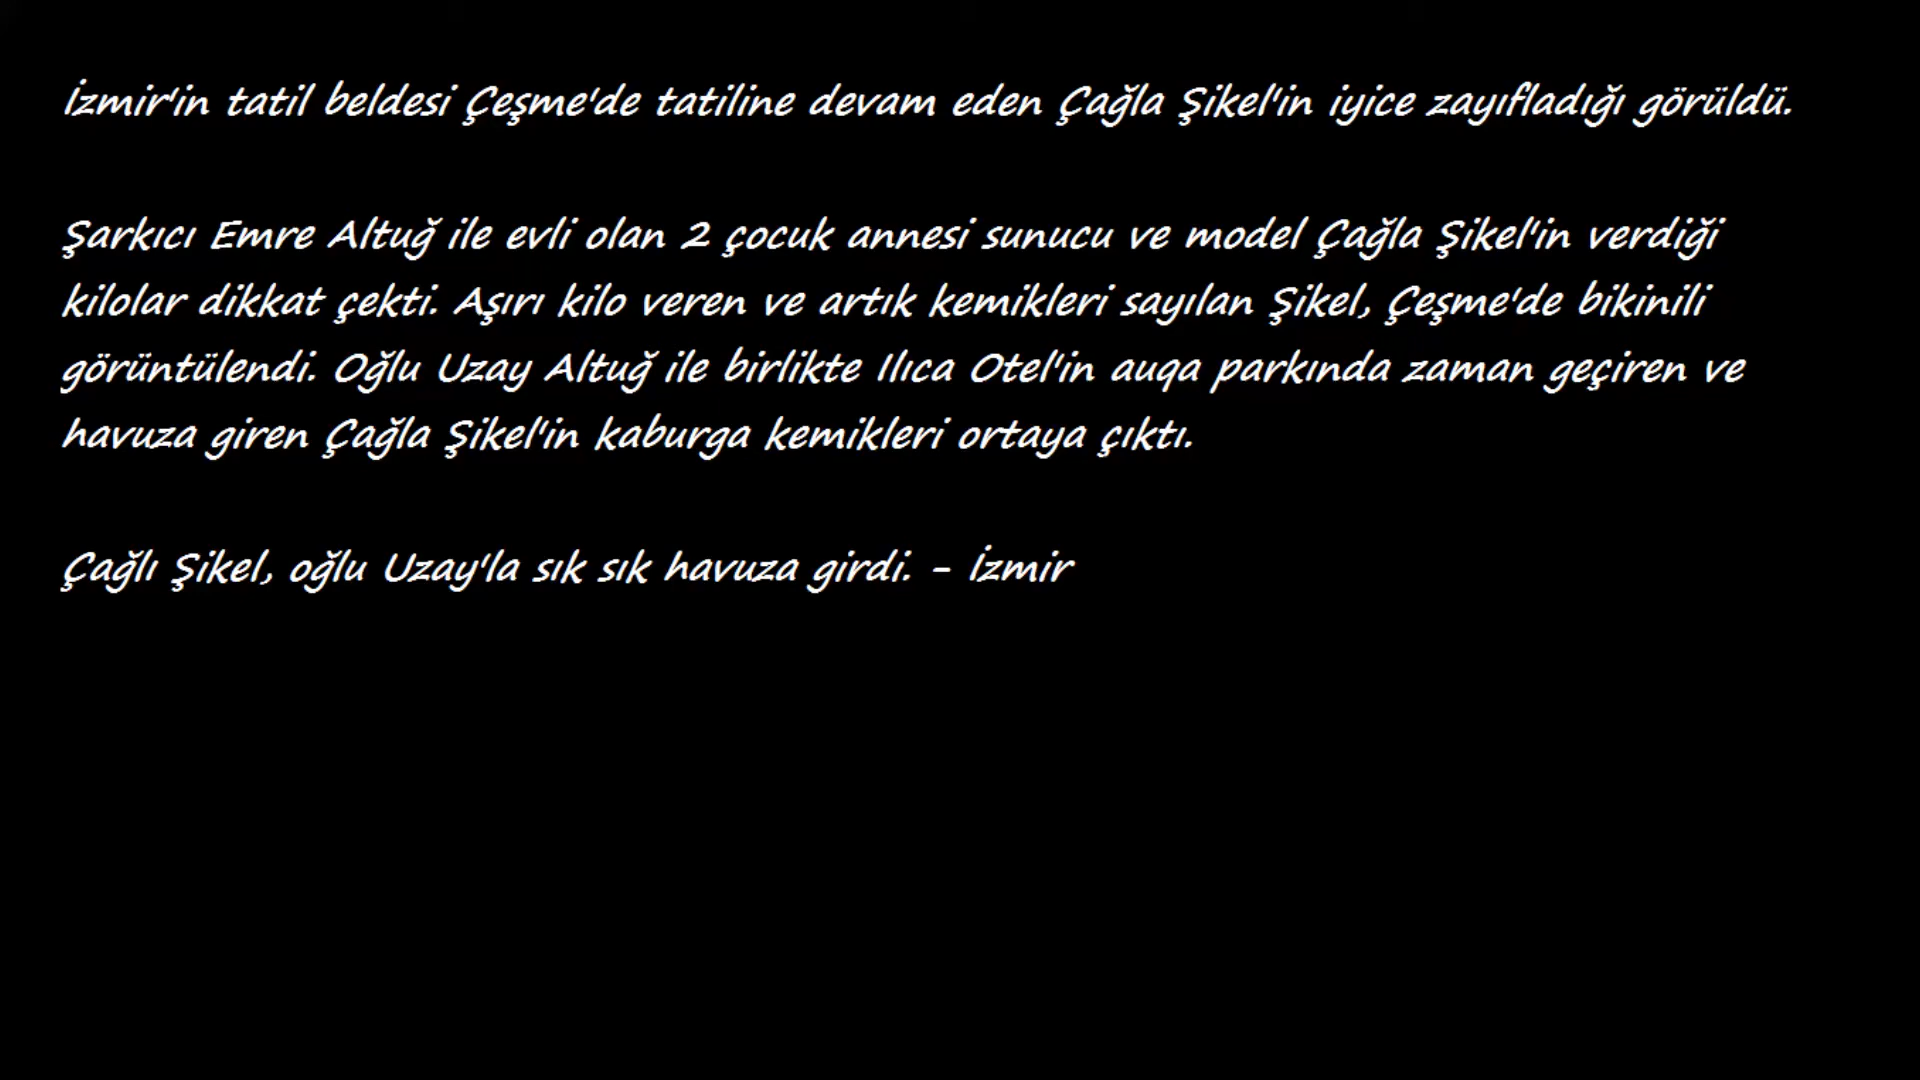 İzmir'in tatil beldesi Çeşme'de tatiline devam eden Çağla Şikel'in iyice zayıfladığı görüldü.
Şarkıcı Emre Altuğ ile evli olan 2 çocuk annesi sunucu ve model Çağla Şikel'in verdiği
kilolar dikkat çekti. Aşırı kilo veren ve artık kemikleri sayılan Şikel, Çeşme'de bikinili
görüntülendi. Oğlu Uzay Altuğ ile birlikte Ilıca Otel'in auqa parkında zaman geçiren ve
havuza giren Çağla Şikel'in kaburga kemikleri ortaya çıktı.
Çağlı Şikel, oğlu Uzay'la sık sık havuza girdi. - İzmir